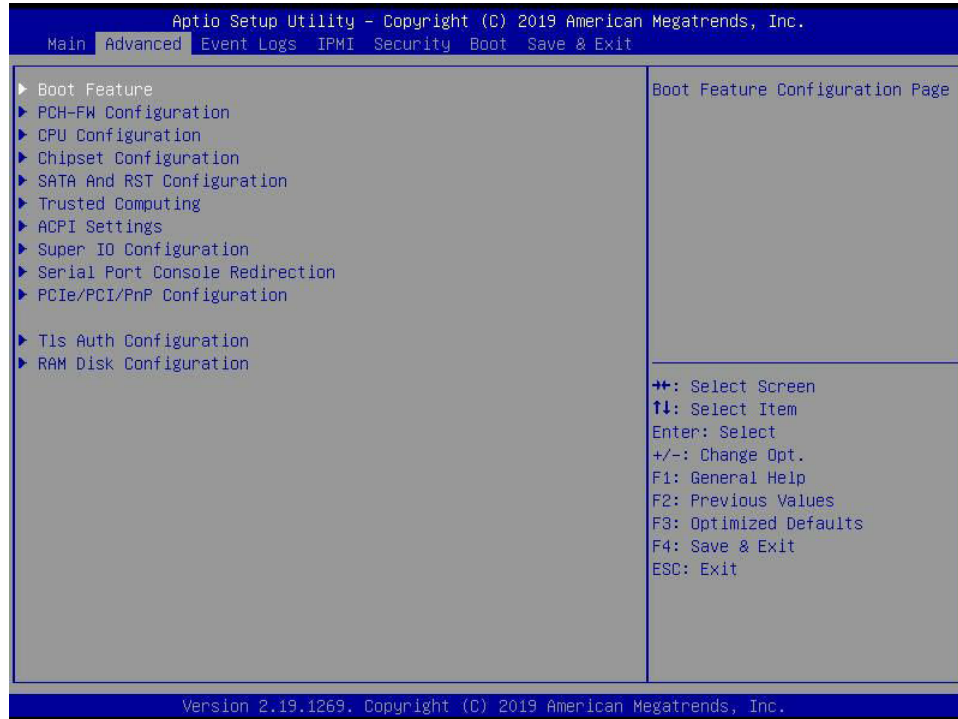 Aptio Setup Utility – Copyright (C) 2019 American Megatrends, Inc.
Main Advanced Event Logs IPMI Security Boot Save & Exit
▶ Boot Feature
▶ PCH-FW Configuration
▶ CPU Configuration
▶ Chipset Configuration
▶ SATA And RST Configuration
▶ Trusted Computing
▶ ACPI Settings
▶ Super IO Configuration
▶ Serial Port Console Redirection
▶ PCIe/PCI/PnP Configuration
▶ Tls Auth Configuration
▶ RAM Disk Configuration
Boot Feature Configuration Page
→←: Select Screen
↑↓: Select Item
Enter: Select
+/-: Change Opt.
F1: General Help
F2: Previous Values
F3: Optimized Defaults
F4: Save & Exit
ESC: Exit
Version 2.19.1269. Copyright (C) 2019 American Megatrends, Inc.